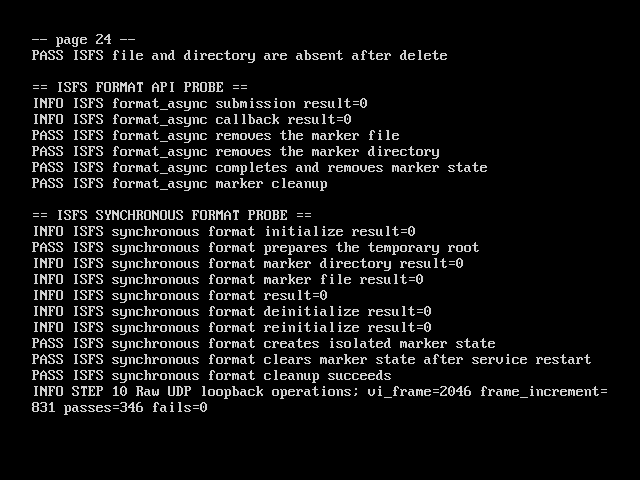 -- page 24 --
PASS ISFS file and directory are absent after delete
== ISFS FORMAT API PROBE ==
INFO ISFS format_async submission result=0
INFO ISFS format_async callback result=0
PASS ISFS format_async removes the marker file
PASS ISFS format_async removes the marker directory
PASS ISFS format_async completes and removes marker state
PASS ISFS format_async marker cleanup
== ISFS SYNCHRONOUS FORMAT PROBE ==
INFO ISFS synchronous format initialize result=0
PASS ISFS synchronous format prepares the temporary root
INFO ISFS synchronous format marker directory result=0
INFO ISFS synchronous format marker file result=0
INFO ISFS synchronous format result=0
INFO ISFS synchronous format deinitialize result=0
INFO ISFS synchronous format reinitialize result=0
PASS ISFS synchronous format creates isolated marker state
PASS ISFS synchronous format clears marker state after service restart
PASS ISFS synchronous format cleanup succeeds
INFO STEP 10 Raw UDP loopback operations; vi_frame=2046 frame_increment=
831 passes=346 fails=0